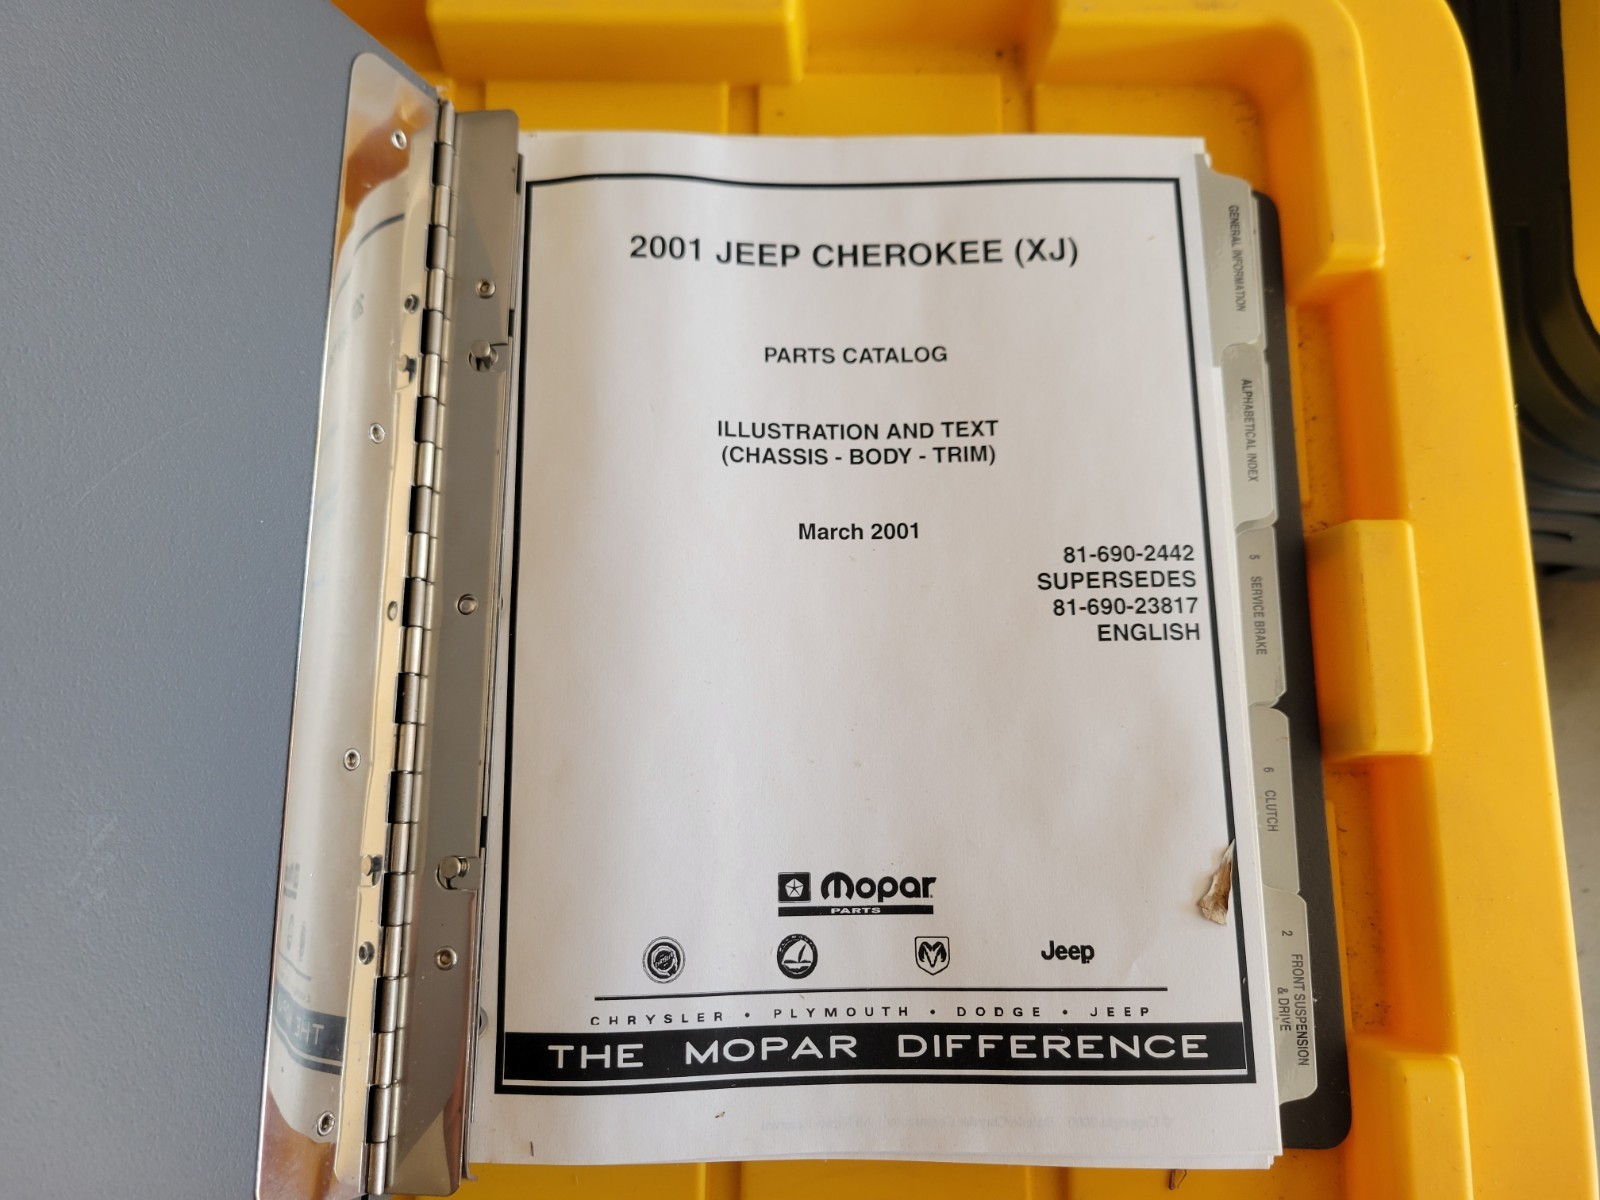 2001 JEEP CHEROKEE (XJ)
PARTS CATALOG
ILLUSTRATION AND TEXT
(CHASSIS - BODY - TRIM)
March 2001
81-690-2442
SUPERSEDES
81-690-23817
ENGLISH
Mopar
PARTS
Jeep
CHRYSLER • PLYMOUTH • DODGE • JEEP
THE MOPAR DIFFERENCE
GENERAL INFORMATION
ALPHABETICAL INDEX
5 SERVICE BRAKE
6 CLUTCH
2 FRONT SUSPENSION
& DRIVE